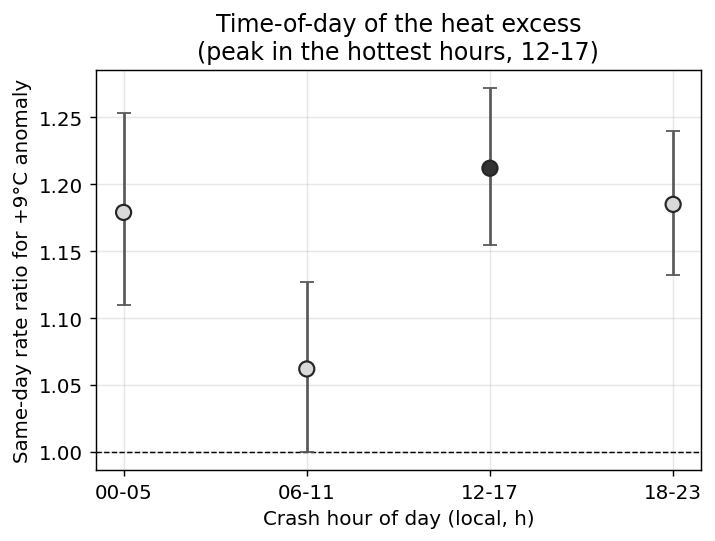 Time-of-day of the heat excess
(peak in the hottest hours, 12-17)
Same-day rate ratio for +9°C anomaly
1.25
1.20
1.15
1.10
1.05
1.00
00-05
06-11
12-17
18-23
Crash hour of day (local, h)